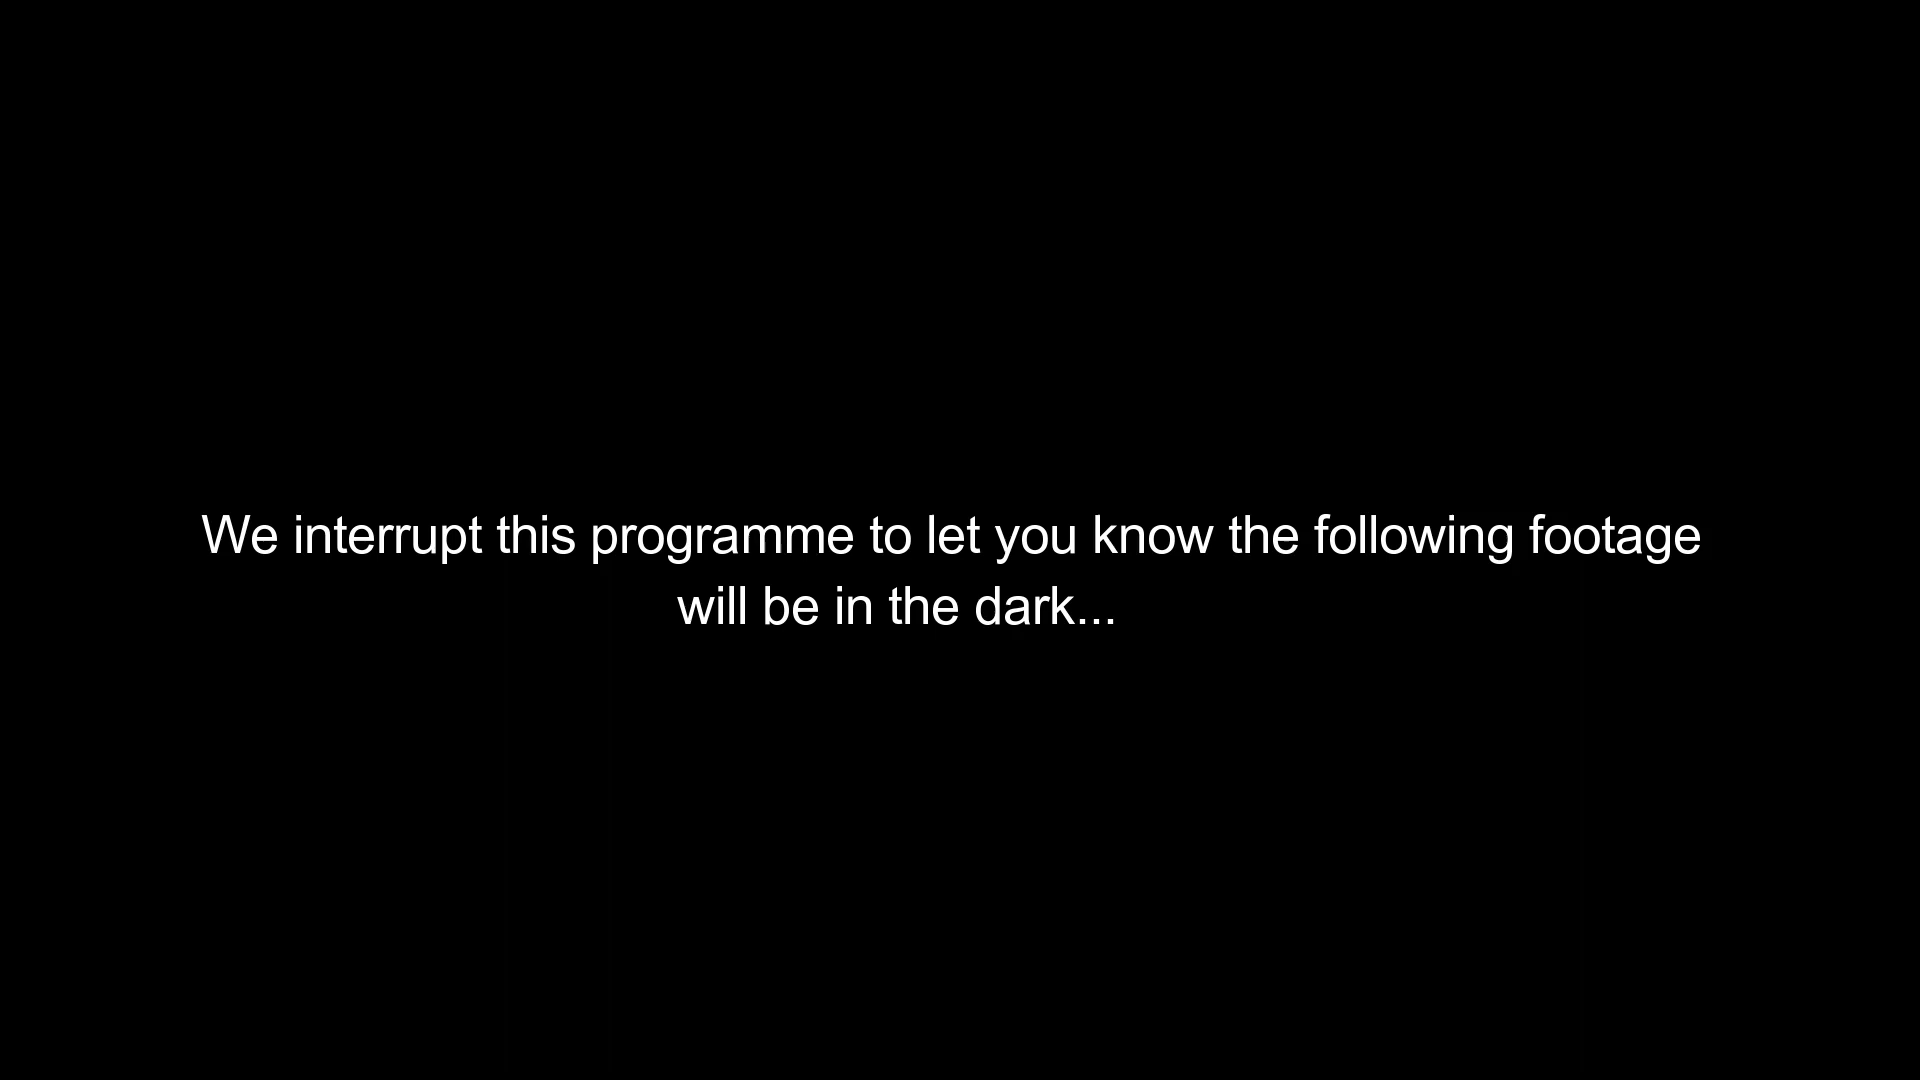 We interrupt this programme to let you know the following footage
will be in the dark...